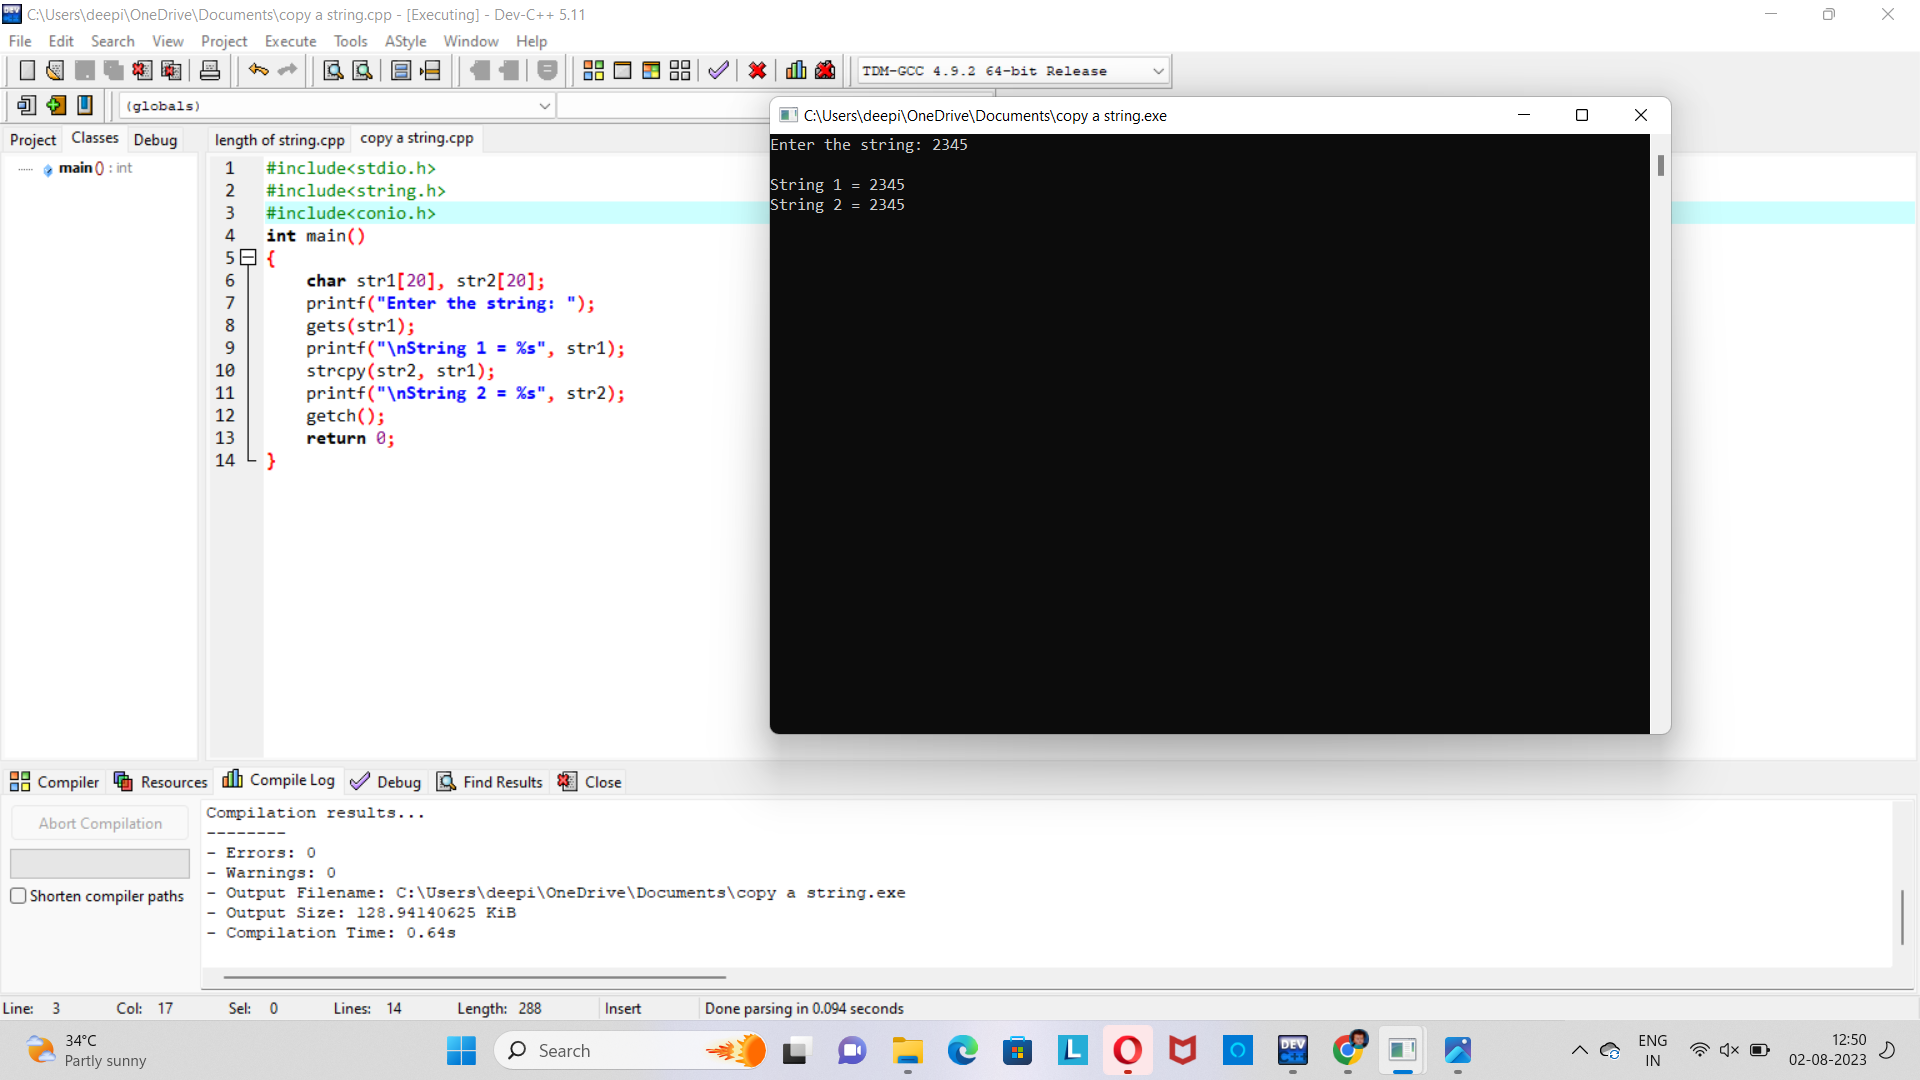 C:\Users\deepi\OneDrive\Documents\copy a string.cpp - [Executing] - Dev-C++ 5.11
File Edit Search View Project Execute Tools AStyle Window Help
TDM-GCC 4.9.2 64-bit Release
(globals)
Project Classes Debug
length of string.cpp copy a string.cpp
main () : int
1 #include<stdio.h>
2 #include<string.h>
3 #include<conio.h>
4 int main()
5 {
6 char str1[20], str2[20];
7 printf("Enter the string: ");
8 gets(str1);
9 printf("\nString 1 = %s", str1);
10 strcpy(str2, str1);
11 printf("\nString 2 = %s", str2);
12 getch();
13 return 0;
14 }
C:\Users\deepi\OneDrive\Documents\copy a string.exe
Enter the string: 2345
String 1 = 2345
String 2 = 2345
Compiler Resources Compile Log Debug Find Results Close
Abort Compilation
Shorten compiler paths
Compilation results...
--------
- Errors: 0
- Warnings: 0
- Output Filename: C:\Users\deepi\OneDrive\Documents\copy a string.exe
- Output Size: 128.94140625 KiB
- Compilation Time: 0.64s
Line: 3 Col: 17 Sel: 0 Lines: 14 Length: 288 Insert Done parsing in 0.094 seconds
34°C
Partly sunny
Search
L
DEV
C++
ENG
IN
12:50
02-08-2023